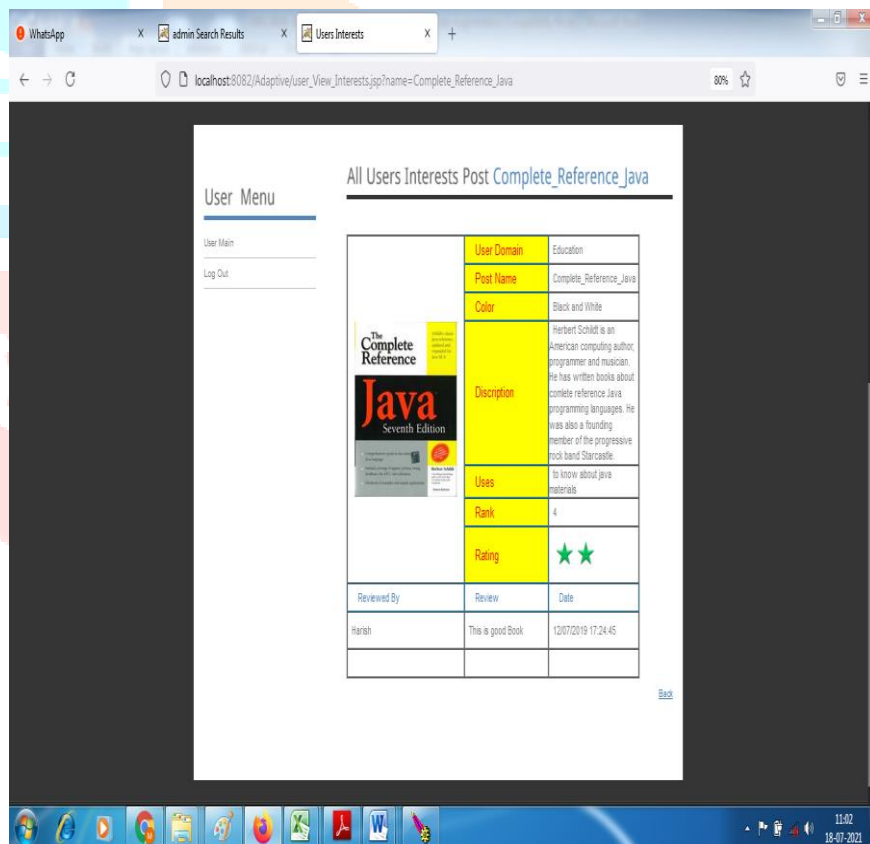 WhatsApp
admin Search Results
Users Interests
localhost:8082/Adaptive/user_View_Interests.jsp?name=Complete_Reference_Java
80%
User Menu
User Main
Log Out
All Users Interests Post Complete_Reference_Java
The
Complete
Reference
Java
Seventh Edition
Herbert Schildt
User Domain
Education
Post Name
Complete_Reference_Java
Color
Black and White
Discription
Herbert Schildt is an
American computing author,
programmer and musician.
He has written books about
comlete reference Java
programming languages. He
was also a founding
member of the progressive
rock band Starcastle.
Uses
to know about java
materials
Rank
4
Rating
Reviewed By
Review
Date
Harish
This is good Book
12/07/2019 17:24:45
Back
11:02
18-07-2021